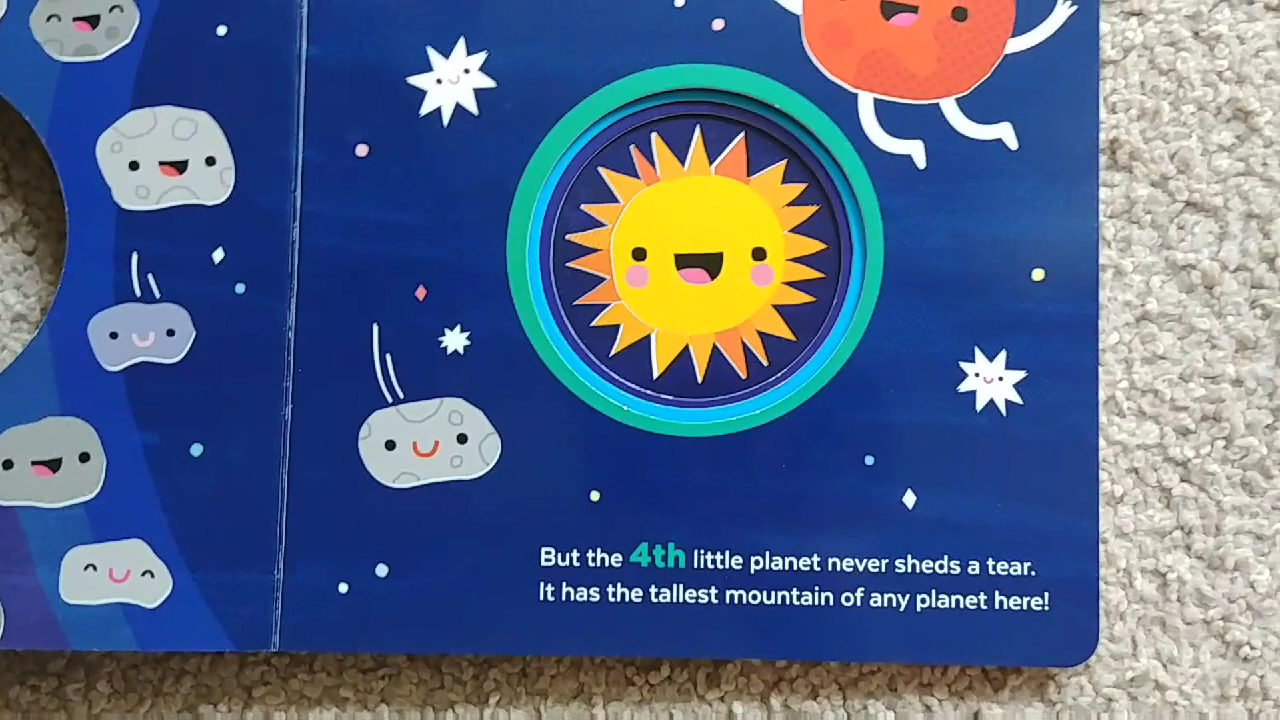 But the 4th little planet never sheds a tear.
It has the tallest mountain of any planet here!